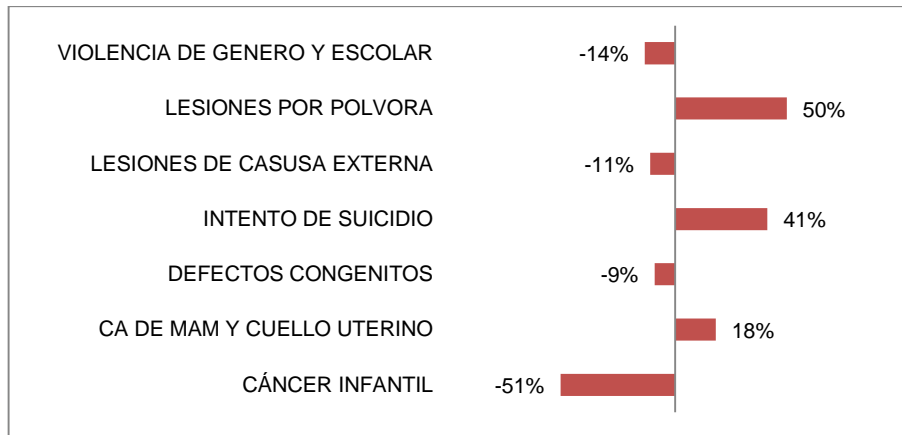 VIOLENCIA DE GENERO Y ESCOLAR -14%
LESIONES POR POLVORA 50%
LESIONES DE CASUSA EXTERNA -11%
INTENTO DE SUICIDIO 41%
DEFECTOS CONGENITOS -9%
CA DE MAM Y CUELLO UTERINO 18%
CÁNCER INFANTIL -51%